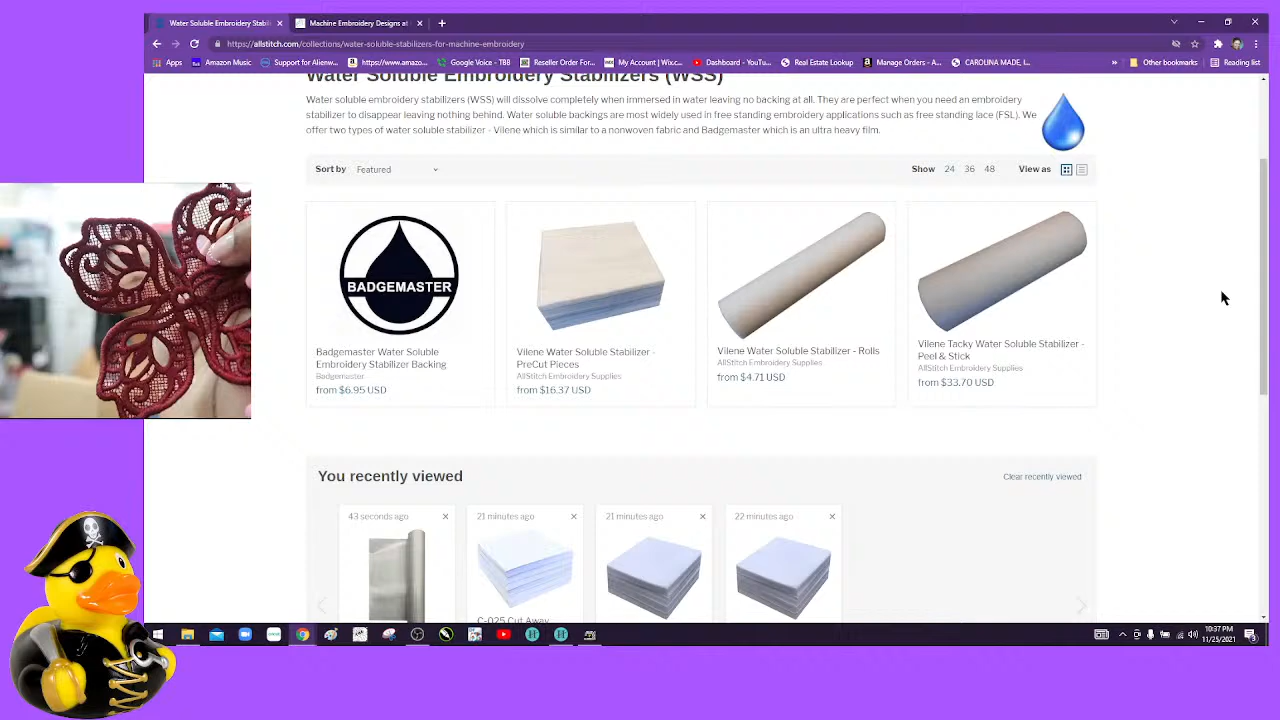 Water Soluble Embroidery Stabili
Machine Embroidery Designs at
https://allstitch.com/collections/water-soluble-stabilizers-for-machine-embroidery
Apps
Amazon Music
Support for Alienw...
https://www.amazo...
Google Voice - TBB
Reseller Order For...
My Account | Wixc...
Dashboard - YouTu...
Real Estate Lookup
Manage Orders - A...
CAROLINA MADE, I...
»
Other bookmarks
Reading list
Water Soluble Embroidery Stabilizers (WSS)
Water soluble embroidery stabilizers (WSS) will dissolve completely when immersed in water leaving no backing at all. They are perfect when you need an embroidery
stabilizer to disappear leaving nothing behind. Water soluble backings are most widely used in free standing embroidery applications such as free standing lace (FSL). We
offer two types of water soluble stabilizer - Vilene which is similar to a nonwoven fabric and Badgemaster which is an ultra heavy film.
Sort by Featured
Show 24 36 48 View as
BADGEMASTER
Badgemaster Water Soluble
Embroidery Stabilizer Backing
Badgemaster
from $6.95 USD
Vilene Water Soluble Stabilizer -
PreCut Pieces
AllStitch Embroidery Supplies
from $16.37 USD
Vilene Water Soluble Stabilizer - Rolls
AllStitch Embroidery Supplies
from $4.71 USD
Vilene Tacky Water Soluble Stabilizer -
Peel & Stick
AllStitch Embroidery Supplies
from $33.70 USD
You recently viewed
Clear recently viewed
43 seconds ago
21 minutes ago
21 minutes ago
22 minutes ago
C-025 Cut Away
10:37 PM
11/25/2021